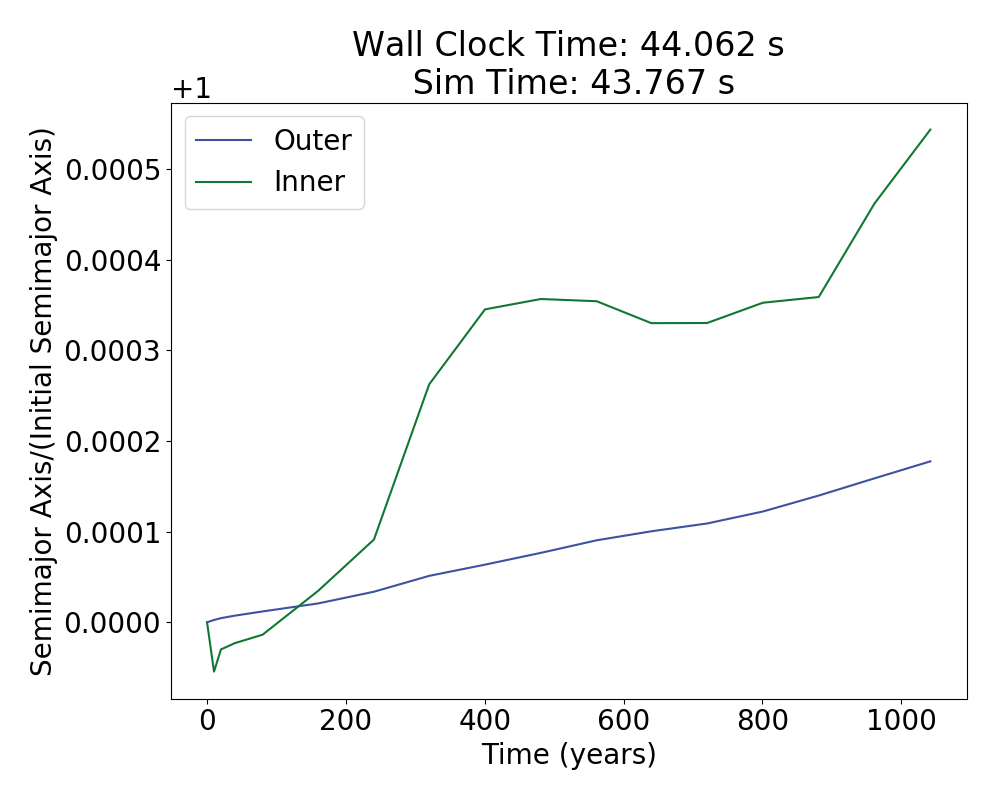 Wall Clock Time: 44.062 s
Sim Time: 43.767 s
+1
Outer
Inner
Semimajor Axis/(Initial Semimajor Axis)
0.0005
0.0004
0.0003
0.0002
0.0001
0.0000
0
200
400
600
800
1000
Time (years)